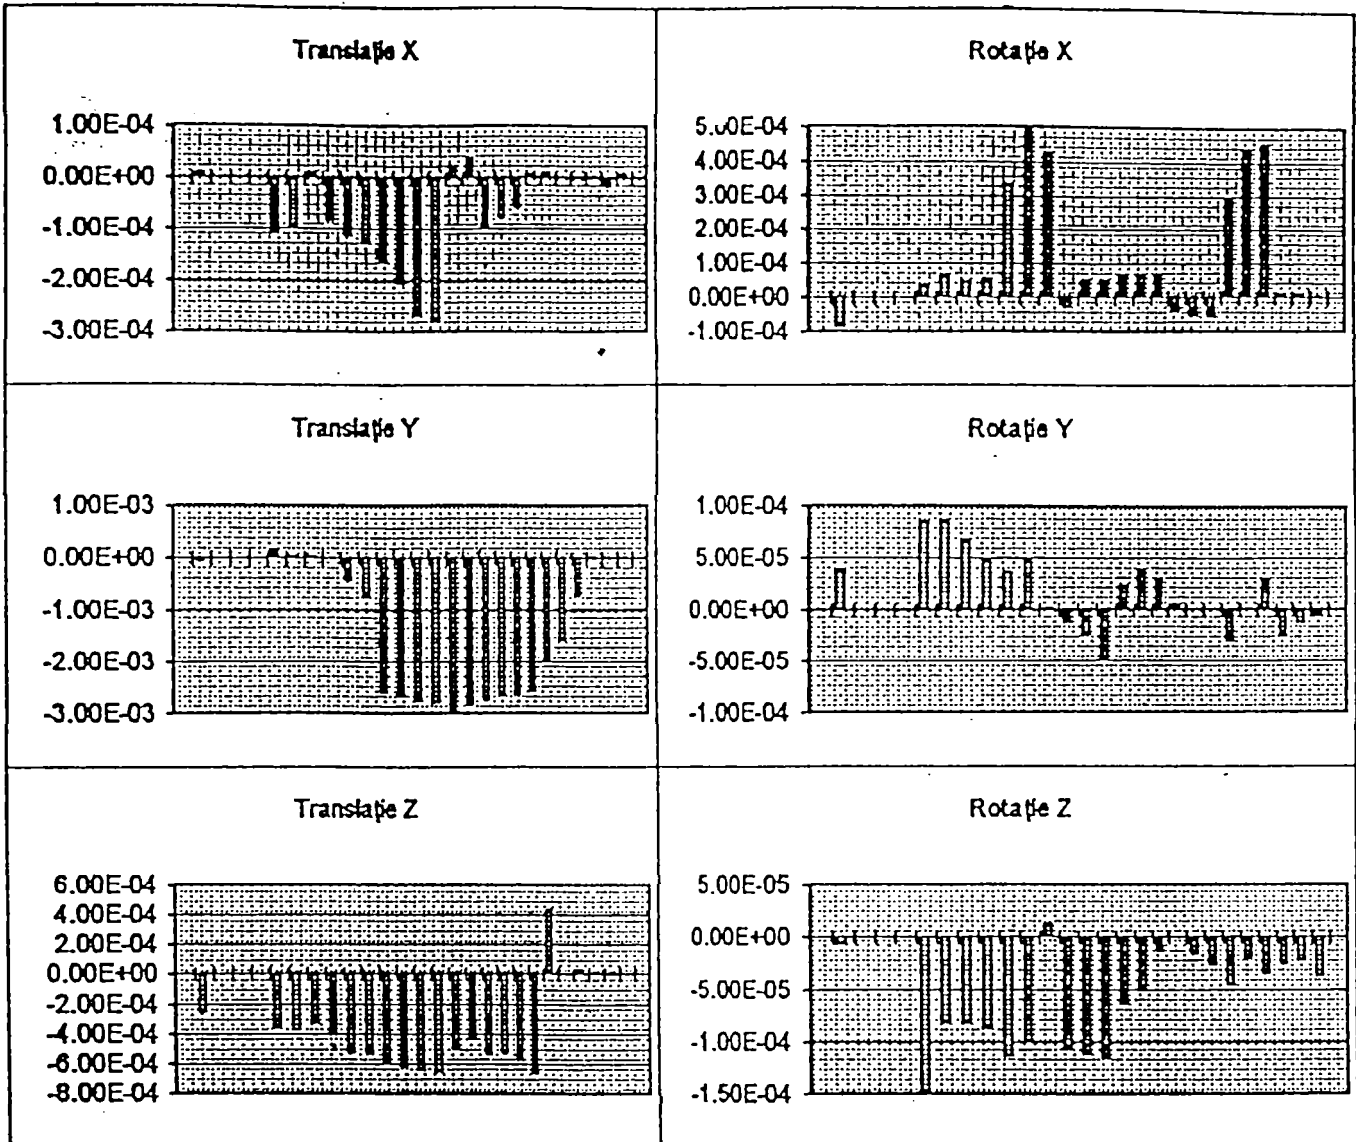 Translație X
1.00E-04
0.00E+00
-1.00E-04
-2.00E-04
-3.00E-04
Rotație X
5.00E-04
4.00E-04
3.00E-04
2.00E-04
1.00E-04
0.00E+00
-1.00E-04
Translație Y
1.00E-03
0.00E+00
-1.00E-03
-2.00E-03
-3.00E-03
Rotație Y
1.00E-04
5.00E-05
0.00E+00
-5.00E-05
-1.00E-04
Translație Z
6.00E-04
4.00E-04
2.00E-04
0.00E+00
-2.00E-04
-4.00E-04
-6.00E-04
-8.00E-04
Rotație Z
5.00E-05
0.00E+00
-5.00E-05
-1.00E-04
-1.50E-04